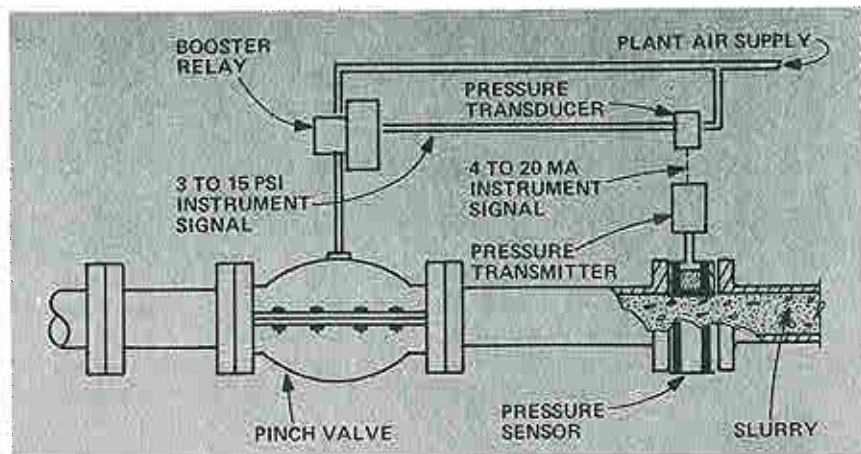 BOOSTER
RELAY
PLANT AIR SUPPLY
PRESSURE
TRANSDUCER
3 TO 15 PSI
INSTRUMENT
SIGNAL
4 TO 20 MA
INSTRUMENT
SIGNAL
PRESSURE
TRANSMITTER
PINCH VALVE
PRESSURE
SENSOR
SLURRY